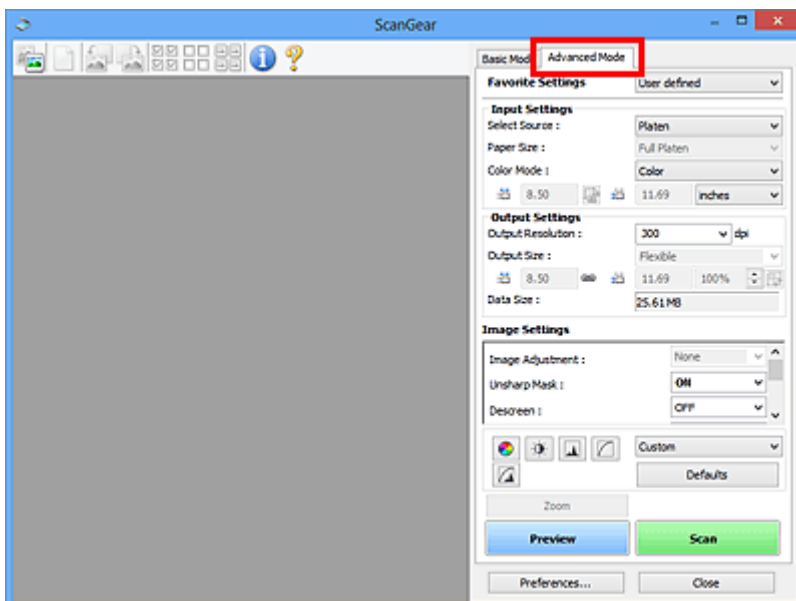 ScanGear
Basic Mod Advanced Mode
Favorite Settings User defined
Input Settings
Select Source : Platen
Paper Size : Full Platen
Color Mode : Color
8.50 11.69 inches
Output Settings
Output Resolution : 300 dpi
Output Size : Flexible
8.50 11.69 100%
Data Size : 25.61MB
Image Settings
Image Adjustment : None
Unsharp Mask : ON
Descreen : OFF
Custom
Defaults
Zoom
Preview Scan
Preferences... Close